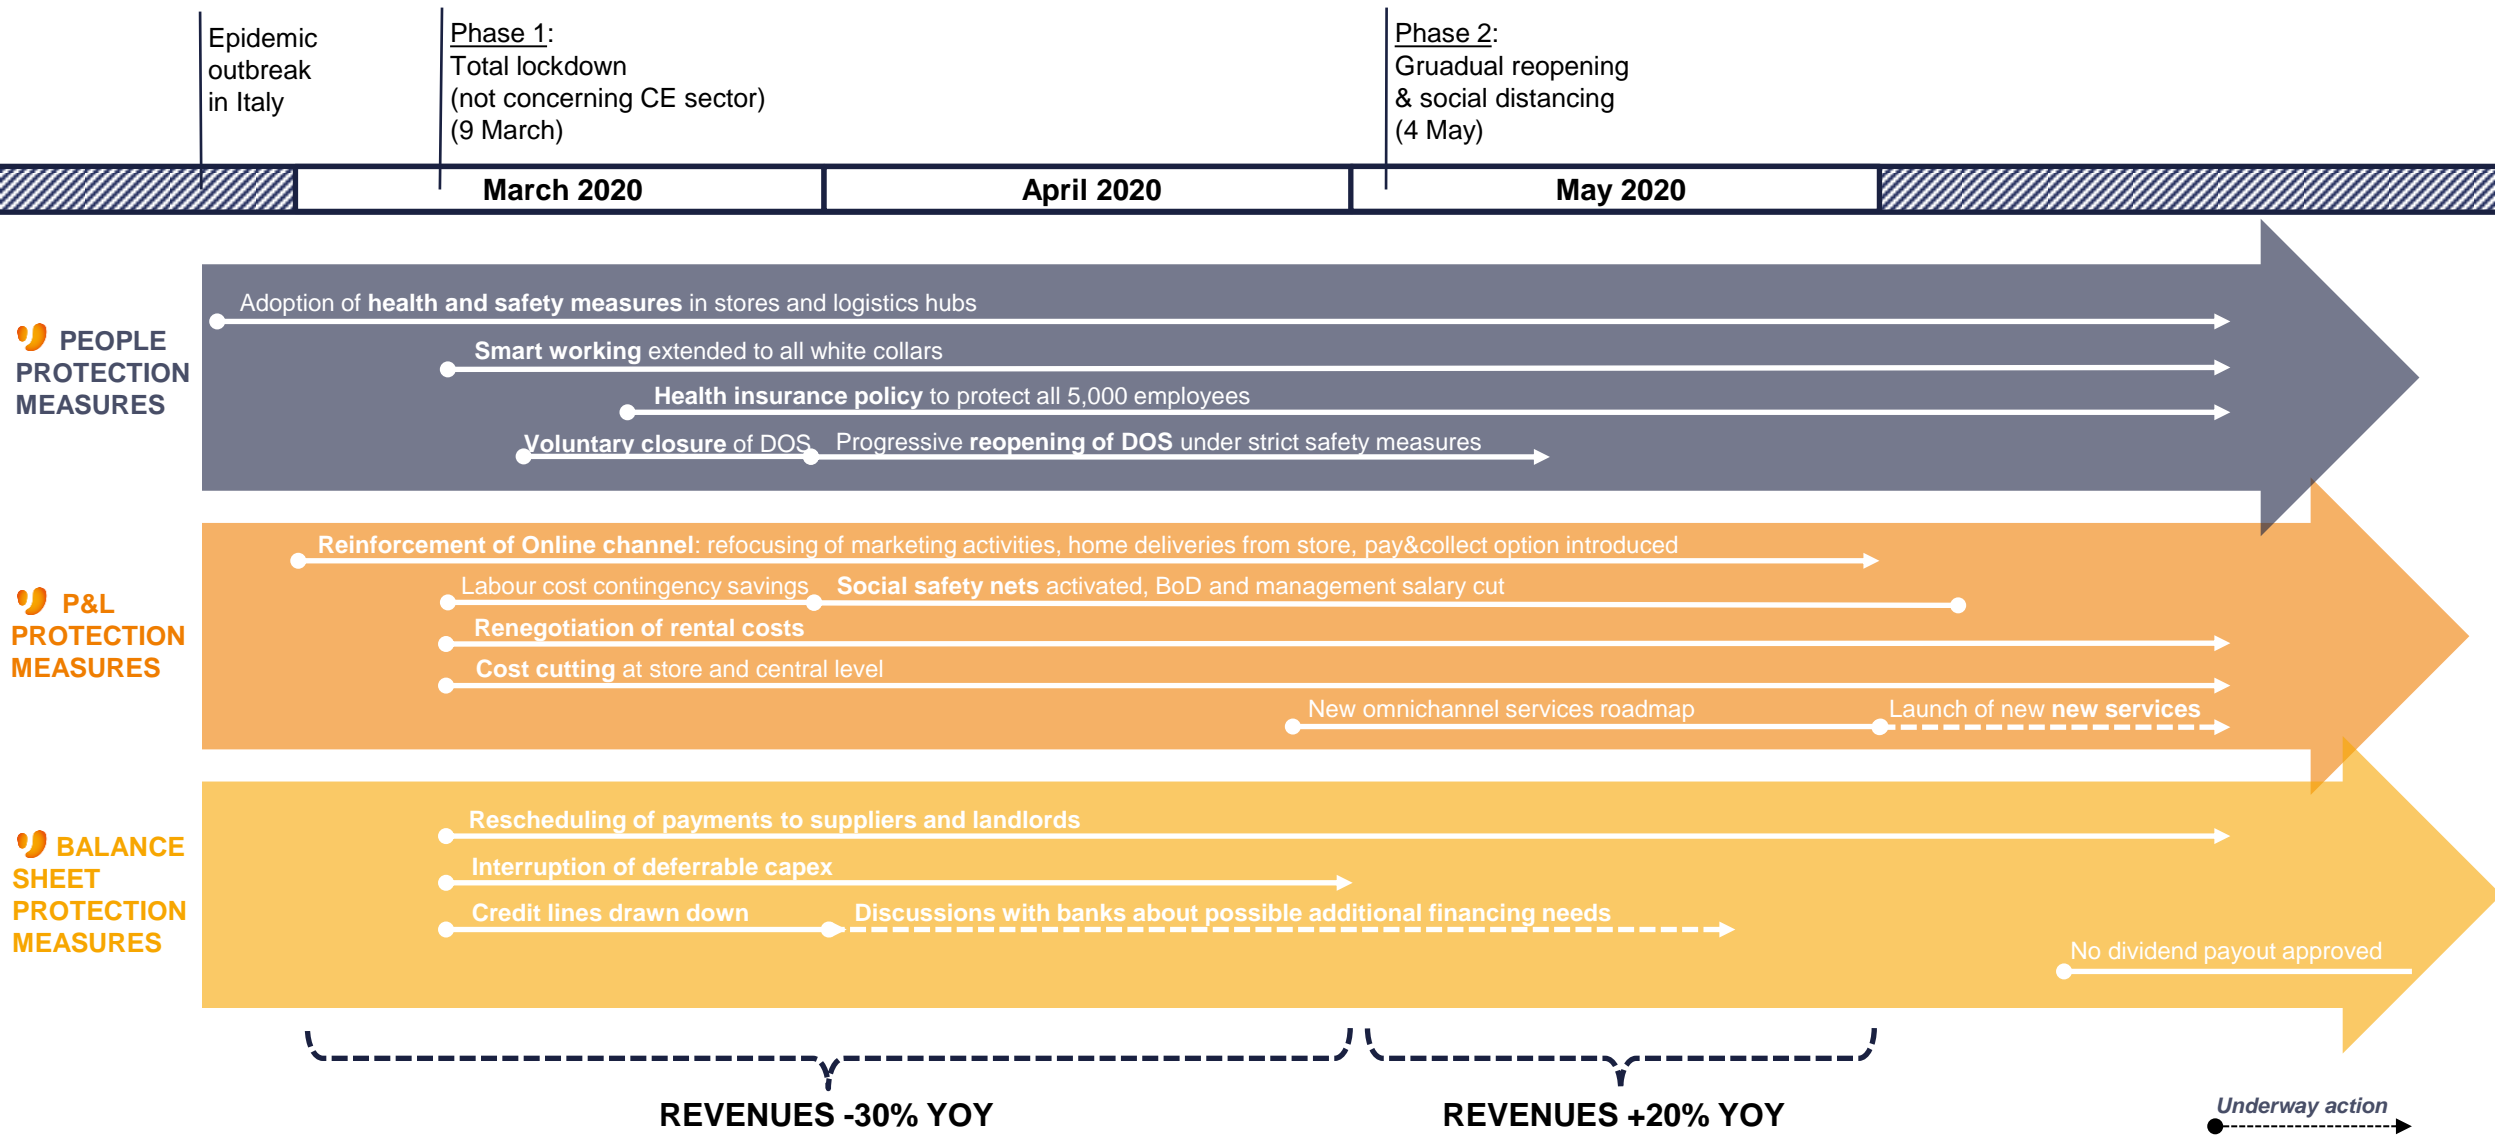 Epidemic
outbreak
in Italy
Phase 1:
Total lockdown
(not concerning CE sector)
(9 March)
Phase 2:
Gruadual reopening
& social distancing
(4 May)
March 2020
April 2020
May 2020
PEOPLE
PROTECTION
MEASURES
Adoption of health and safety measures in stores and logistics hubs
Smart working extended to all white collars
Health insurance policy to protect all 5,000 employees
Voluntary closure of DOS
Progressive reopening of DOS under strict safety measures
P&L
PROTECTION
MEASURES
Reinforcement of Online channel: refocusing of marketing activities, home deliveries from store, pay&collect option introduced
Labour cost contingency savings
Social safety nets activated, BoD and management salary cut
Renegotiation of rental costs
Cost cutting at store and central level
New omnichannel services roadmap
Launch of new new services
BALANCE
SHEET
PROTECTION
MEASURES
Rescheduling of payments to suppliers and landlords
Interruption of deferrable capex
Credit lines drawn down
Discussions with banks about possible additional financing needs
No dividend payout approved
REVENUES -30% YOY
REVENUES +20% YOY
Underway action